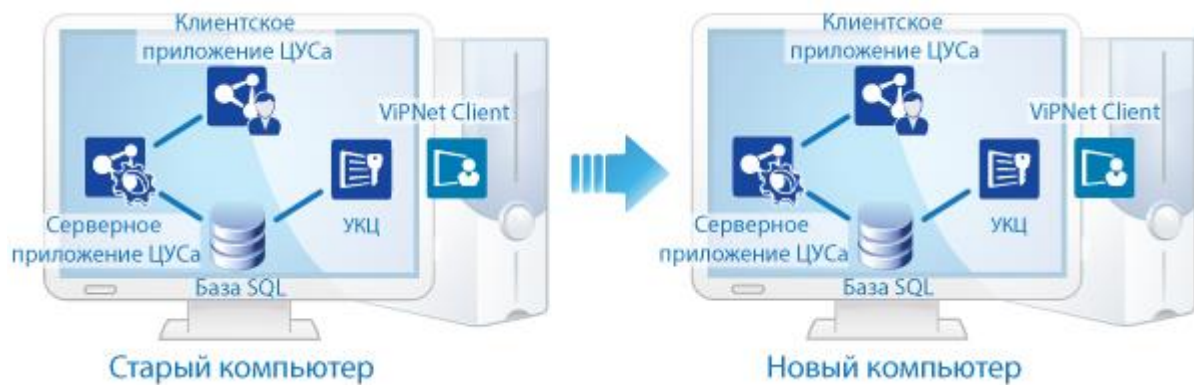 Клиентское
приложение ЦУСа
ViPNet Client
Серверное
приложение ЦУСа
УКЦ
База SQL
Старый компьютер
Клиентское
приложение ЦУСа
ViPNet Client
Серверное
приложение ЦУСа
УКЦ
База SQL
Новый компьютер